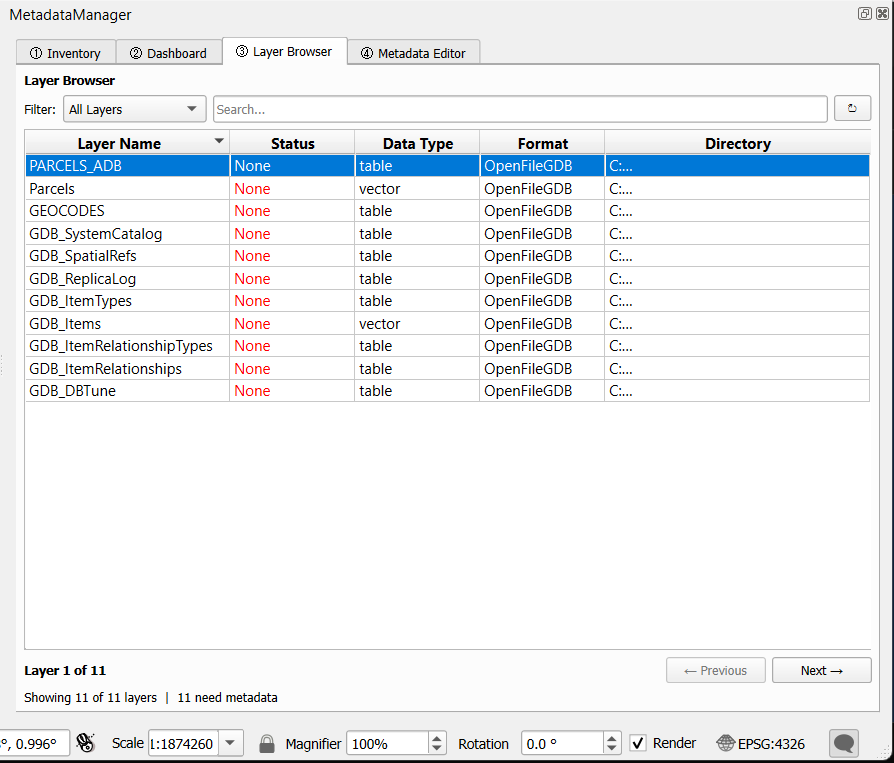 MetadataManager
① Inventory ② Dashboard ③ Layer Browser ④ Metadata Editor
Layer Browser
Filter: All Layers Search...
Layer Name Status Data Type Format Directory
PARCELS_ADB None table OpenFileGDB C:...
Parcels None vector OpenFileGDB C:...
GEOCODES None table OpenFileGDB C:...
GDB_SystemCatalog None table OpenFileGDB C:...
GDB_SpatialRefs None table OpenFileGDB C:...
GDB_ReplicaLog None table OpenFileGDB C:...
GDB_ItemTypes None table OpenFileGDB C:...
GDB_Items None vector OpenFileGDB C:...
GDB_ItemRelationshipTypes None table OpenFileGDB C:...
GDB_ItemRelationships None table OpenFileGDB C:...
GDB_DBTune None table OpenFileGDB C:...
Layer 1 of 11 ← Previous Next →
Showing 11 of 11 layers | 11 need metadata
°, 0.996° Scale 1:1874260 Magnifier 100% Rotation 0.0 ° Render EPSG:4326